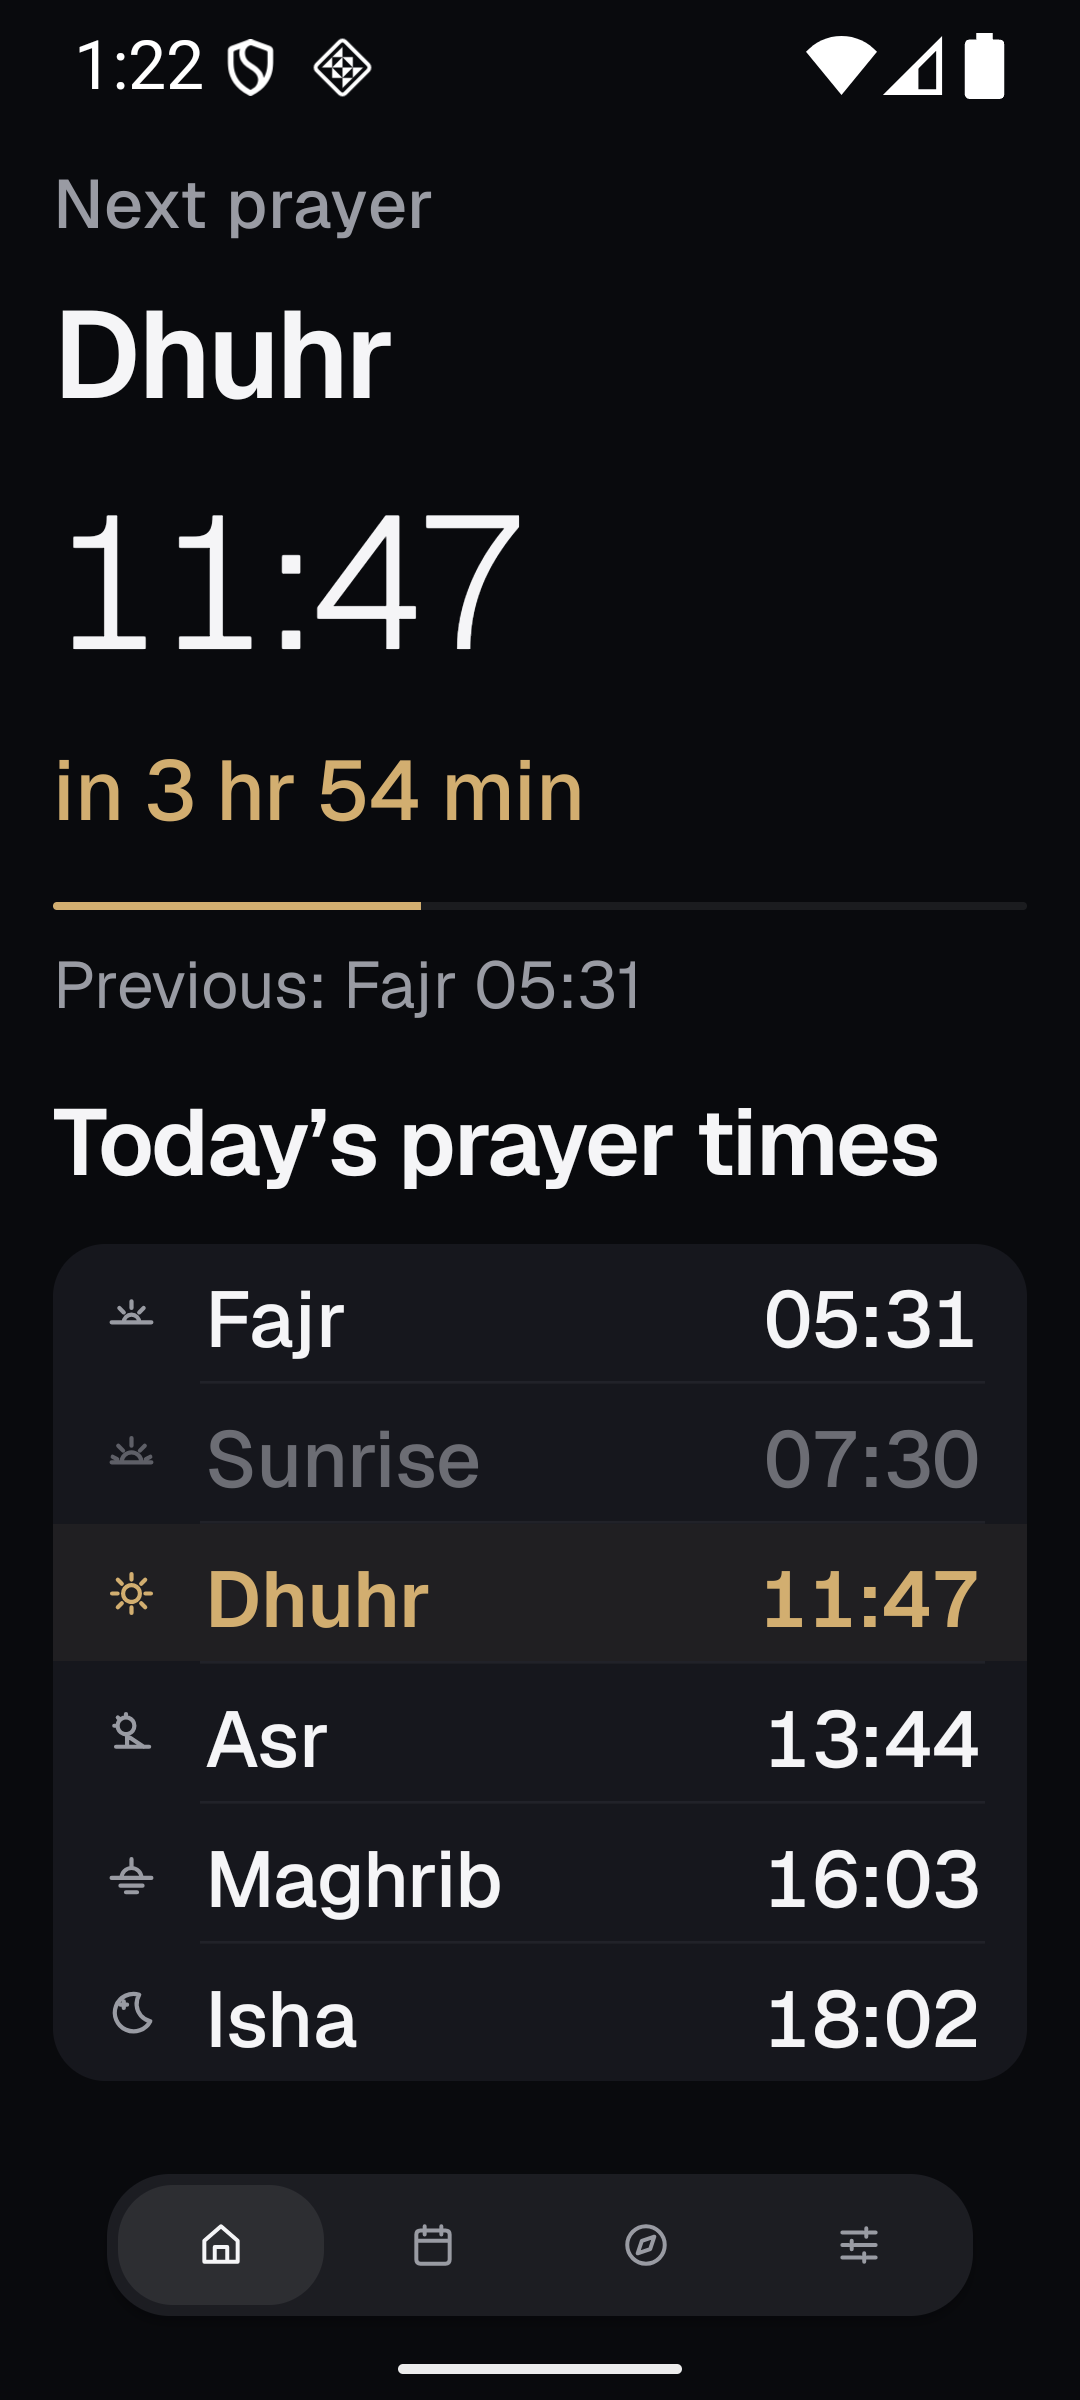 1:22
Next prayer
Dhuhr
11:47
in 3 hr 54 min
Previous: Fajr 05:31
Today’s prayer times
Fajr 05:31
Sunrise 07:30
Dhuhr 11:47
Asr 13:44
Maghrib 16:03
Isha 18:02